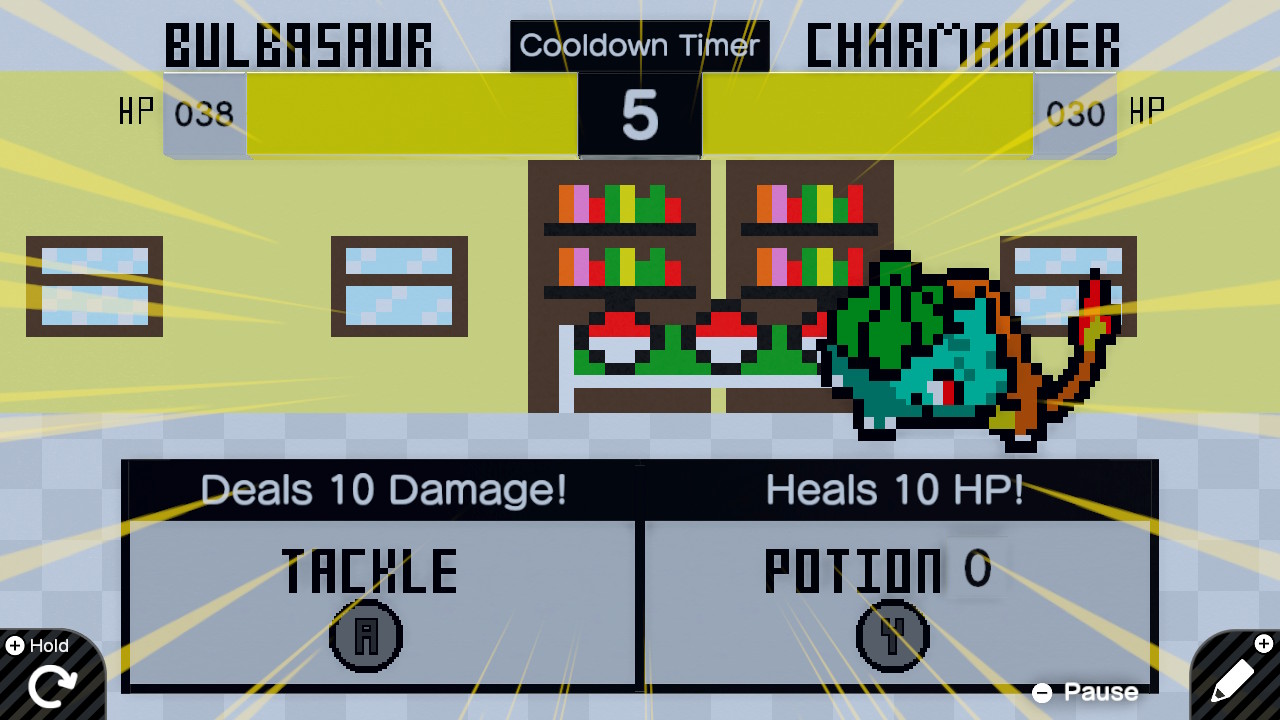 BULBASAUR
Cooldown Timer
CHARMANDER
HP 038
5
030 HP
Deals 10 Damage!
Heals 10 HP!
TACKLE
POTION 0
A
Y
Hold
Pause